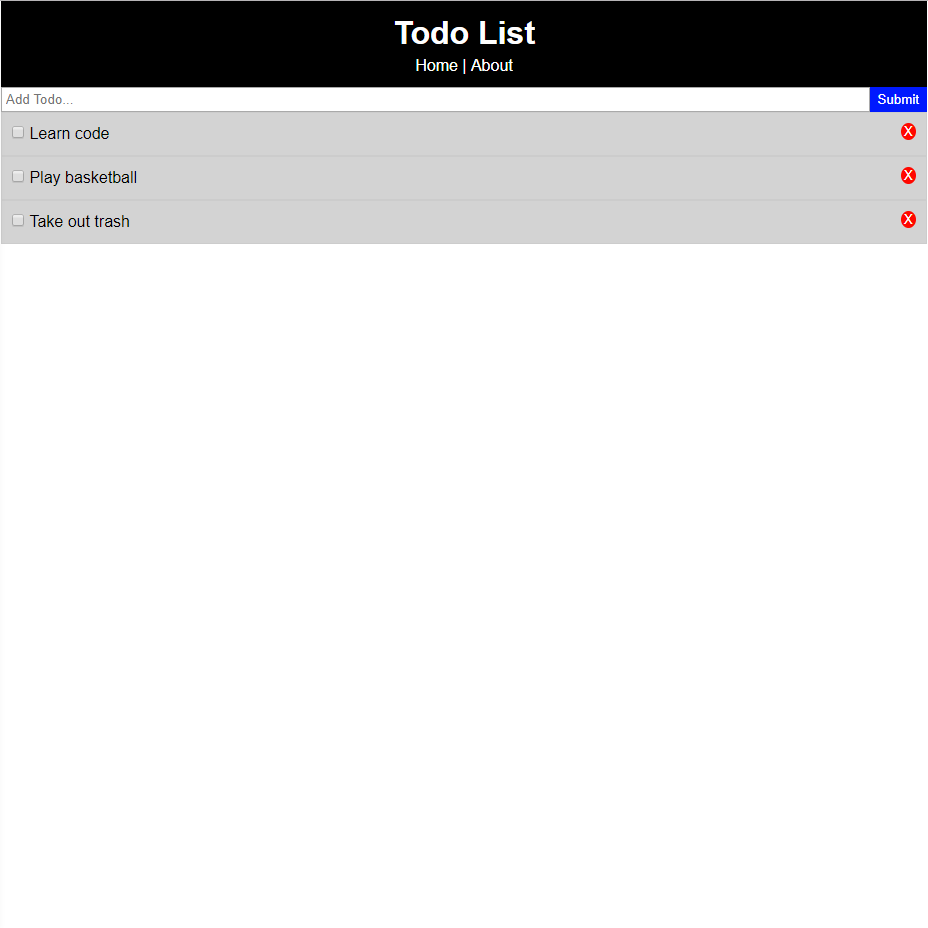 Todo List
Home | About
Add Todo... Submit
Learn code X
Play basketball X
Take out trash X